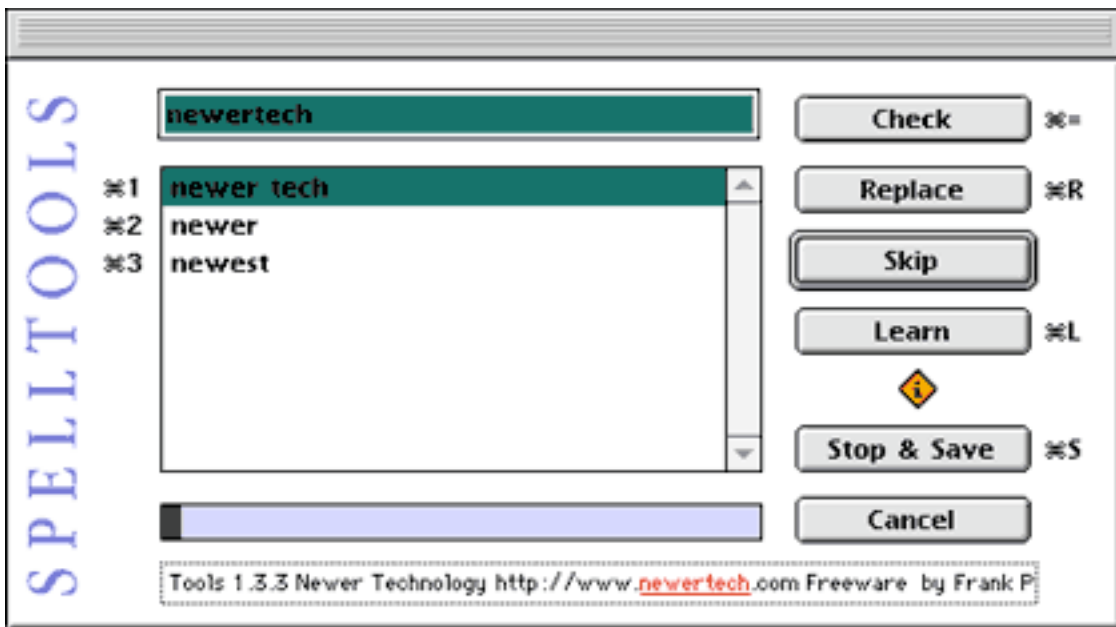 SPELLTOOLS
newertech
Check ⌘=
⌘1 newer tech
Replace ⌘R
⌘2 newer
Skip
⌘3 newest
Learn ⌘L
Stop & Save ⌘S
Cancel
Tools 1.3.3 Newer Technology http://www.newertech.com Freeware by Frank P